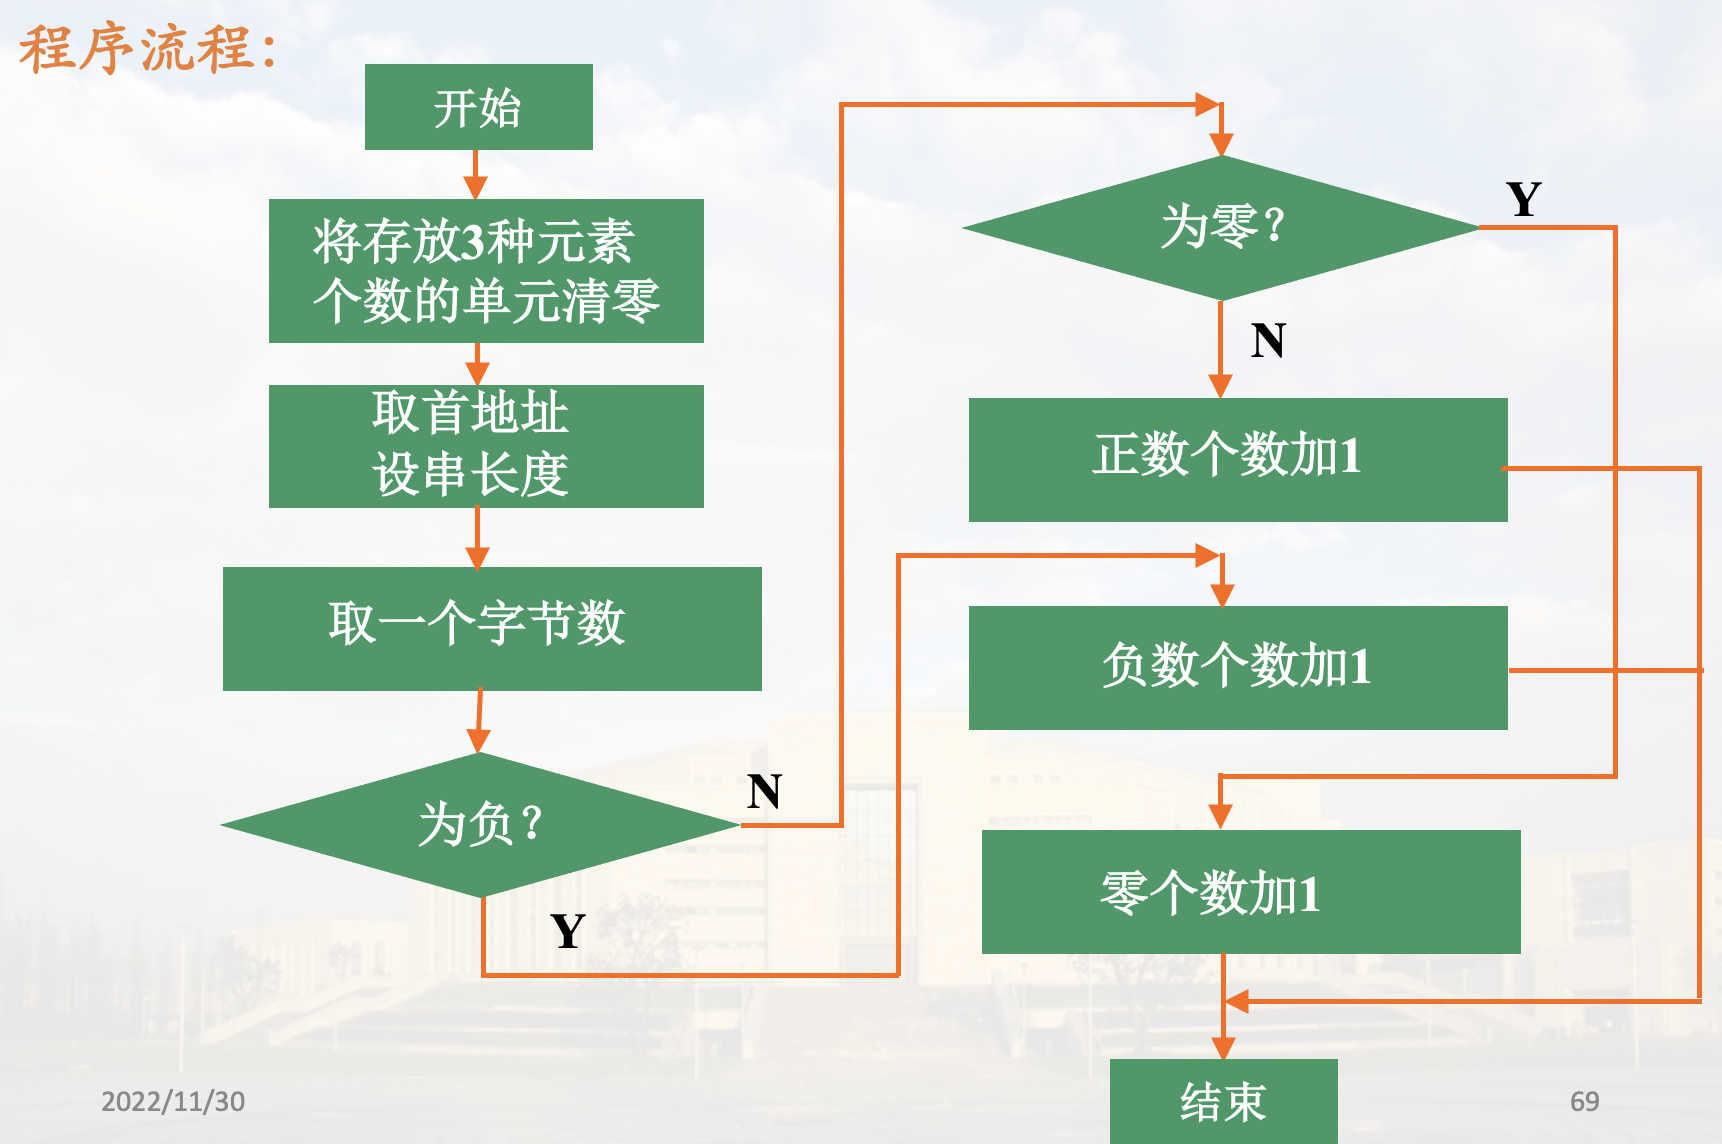 程序流程：
开始
将存放3种元素
个数的单元清零
取首地址
设串长度
取一个字节数
为负？
N
Y
为零？
Y
N
正数个数加1
负数个数加1
零个数加1
结束
2022/11/30
69